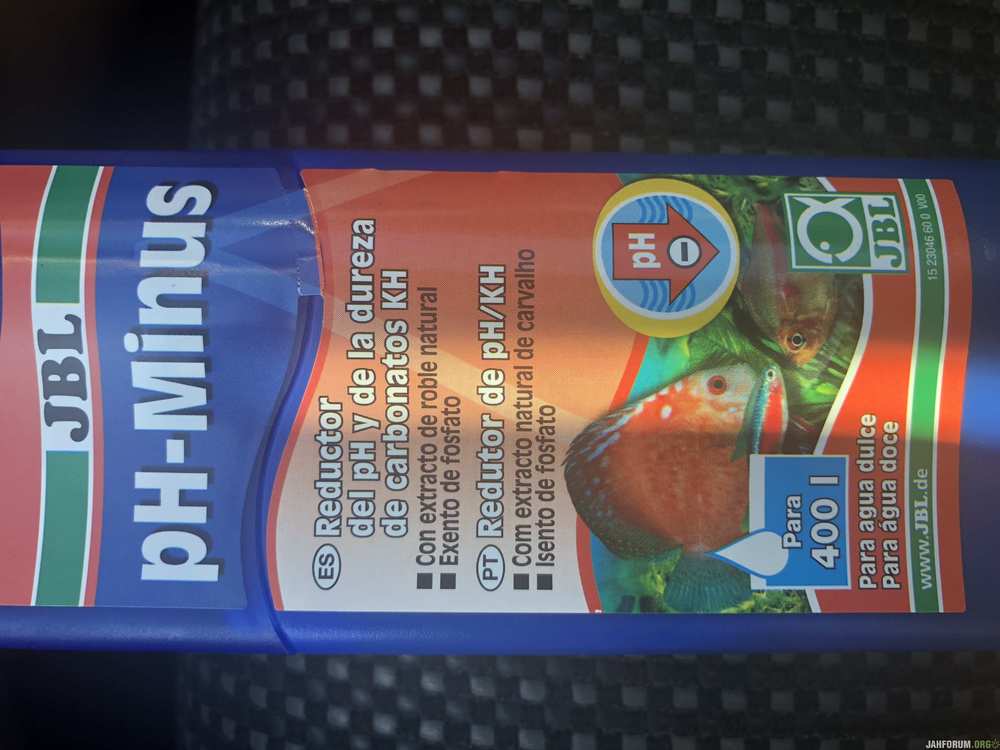 JBL
pH-Minus
ES Reductor
del pH y de la dureza
de carbonatos KH
■ Con extracto de roble natural
■ Exento de fosfato
PT Redutor de pH/KH
■ Com extracto natural de carvalho
■ Isento de fosfato
pH
Para
400 l
JBL
Para agua dulce
Para água doce
www.JBL.de
15 23046 60 0 V00
JAHFORUM.ORG